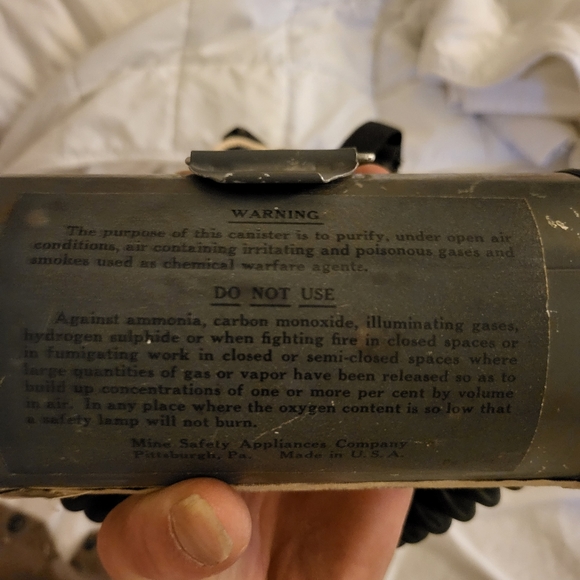 WARNING
The purpose of this canister is to purify, under open air
conditions, air containing irritating and poisonous gases and
smokes used as chemical warfare agents.
DO NOT USE
Against ammonia, carbon monoxide, illuminating gases,
hydrogen sulphide or when fighting fire in closed spaces or
in fumigating work in closed or semi-closed spaces where
large quantities of gas or vapor have been released so as to
build up concentrations of one or more per cent by volume
in air. In any place where the oxygen content is so low that
a safety lamp will not burn.
Mine Safety Appliances Company
Pittsburgh, Pa. Made in U. S. A.